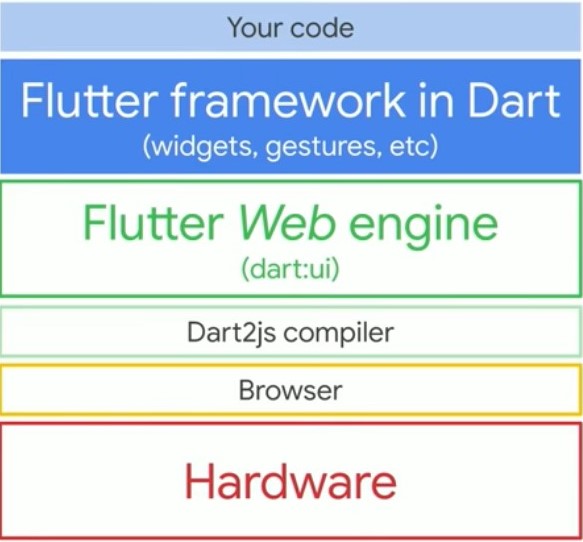 Your code
Flutter framework in Dart
(widgets, gestures, etc)
Flutter Web engine
(dart:ui)
Dart2js compiler
Browser
Hardware